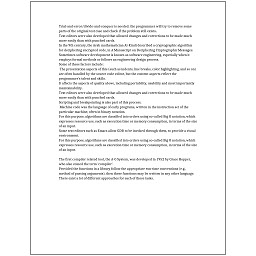 Trial-and-error/divide-and-conquer is needed: the programmer will try to remove some
parts of the original test case and check if the problem still exists.
Text editors were also developed that allowed changes and corrections to be made much
more easily than with punched cards.
In the 9th century, the Arab mathematician Al-Kindi described a cryptographic algorithm
for deciphering encrypted code, in A Manuscript on Deciphering Cryptographic Messages.
Sometimes software development is known as software engineering, especially when it
employs formal methods or follows an engineering design process.
Some of these factors include:
The presentation aspects of this (such as indents, line breaks, color highlighting, and so on)
are often handled by the source code editor, but the content aspects reflect the
programmer's talent and skills.
It affects the aspects of quality above, including portability, usability and most importantly
maintainability.
Text editors were also developed that allowed changes and corrections to be made much
more easily than with punched cards.
Scripting and breakpointing is also part of this process.
Machine code was the language of early programs, written in the instruction set of the
particular machine, often in binary notation.
For this purpose, algorithms are classified into orders using so-called Big O notation, which
expresses resource use, such as execution time or memory consumption, in terms of the size
of an input.
Some text editors such as Emacs allow GDB to be invoked through them, to provide a visual
environment.
For this purpose, algorithms are classified into orders using so-called Big O notation, which
expresses resource use, such as execution time or memory consumption, in terms of the size
of an input.
The first compiler related tool, the A-0 System, was developed in 1952 by Grace Hopper,
who also coined the term 'compiler'.
Provided the functions in a library follow the appropriate run-time conventions (e.g.,
method of passing arguments), then these functions may be written in any other language.
There exist a lot of different approaches for each of those tasks.